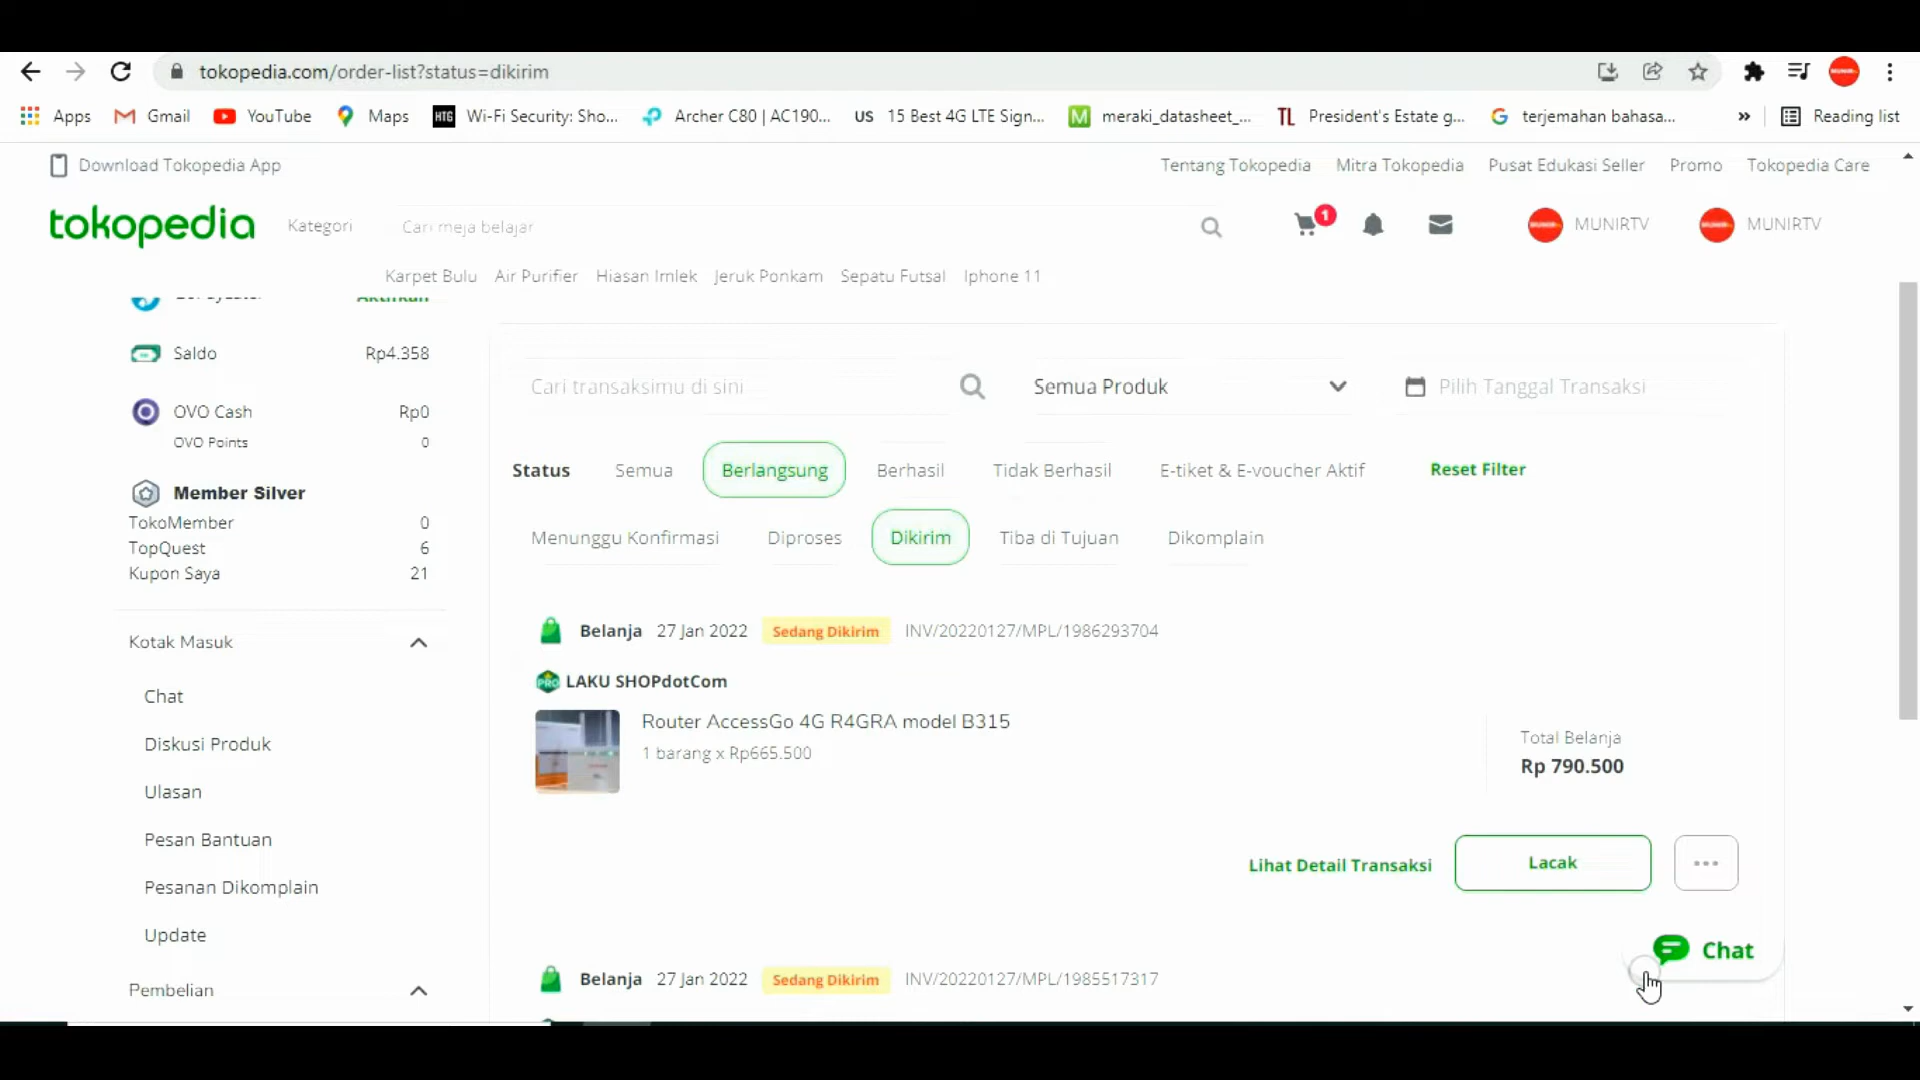 tokopedia.com/order-list?status=dikirim
Apps Gmail YouTube Maps HTG Wi-Fi Security: Sho... Archer C80 | AC190... US 15 Best 4G LTE Sign... M meraki_datasheet_... TL President's Estate g... terjemahan bahasa... » Reading list
Download Tokopedia App Tentang Tokopedia Mitra Tokopedia Pusat Edukasi Seller Promo Tokopedia Care
tokopedia Kategori Cari meja belajar 1 MUNIRTV MUNIRTV
Karpet Bulu Air Purifier Hiasan Imlek Jeruk Ponkam Sepatu Futsal Iphone 11
Aktifkan
Saldo Rp4.358
Cari transaksimu di sini Semua Produk Pilih Tanggal Transaksi
OVO Cash Rp0
OVO Points 0
Status Semua Berlangsung Berhasil Tidak Berhasil E-tiket & E-voucher Aktif Reset Filter
Member Silver
TokoMember 0
TopQuest 6
Kupon Saya 21
Menunggu Konfirmasi Diproses Dikirim Tiba di Tujuan Dikomplain
Kotak Masuk
Chat
Diskusi Produk
Ulasan
Pesan Bantuan
Pesanan Dikomplain
Update
Pembelian
Belanja 27 Jan 2022 Sedang Dikirim INV/20220127/MPL/1986293704
PRO LAKU SHOPdotCom
Router AccessGo 4G R4GRA model B315
1 barang x Rp665.500
Total Belanja
Rp 790.500
Lihat Detail Transaksi Lacak
Chat
Belanja 27 Jan 2022 Sedang Dikirim INV/20220127/MPL/1985517317